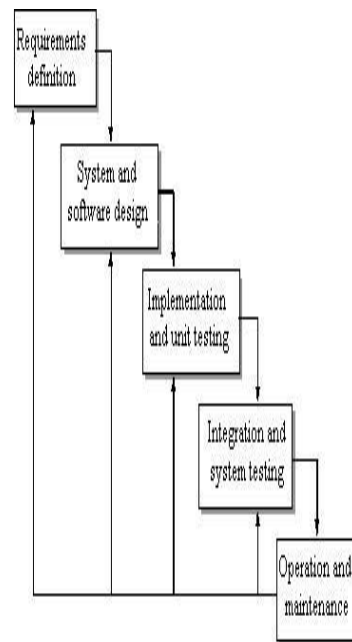 Requirements
definition
System and
software design
Implementation
and unit testing
Integration and
system testing
Operation and
maintenance